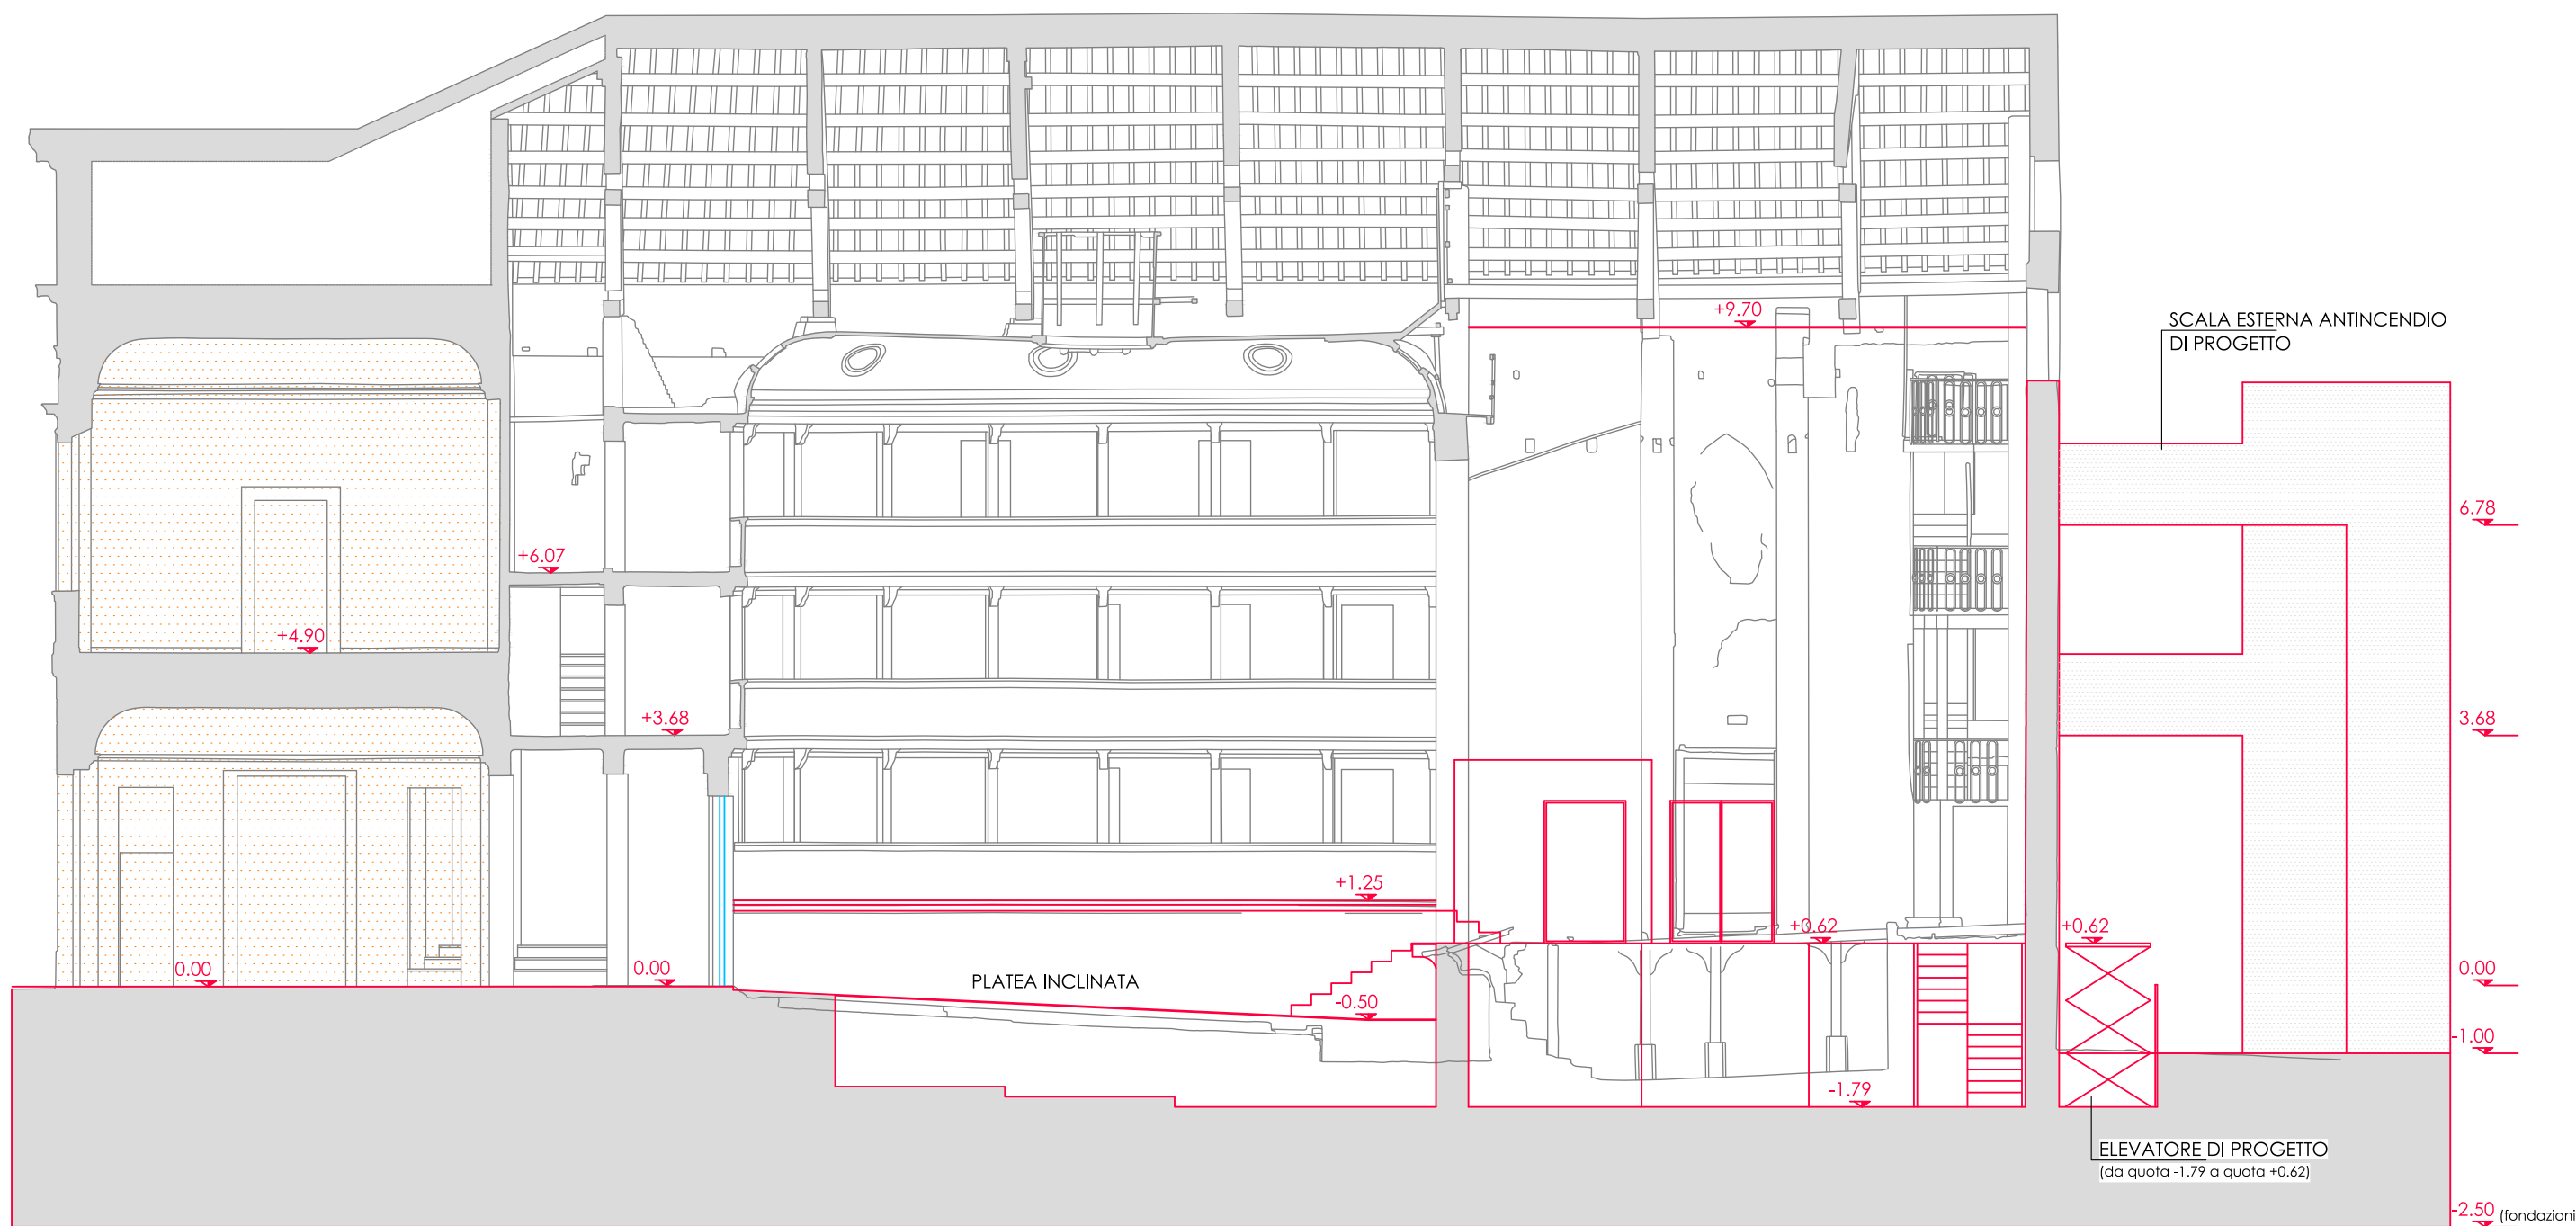 +9.70
SCALA ESTERNA ANTINCENDIO
DI PROGETTO
6.78
+6.07
+4.90
+3.68
3.68
+1.25
+0.62
+0.62
0.00
0.00
0.00
PLATEA INCLINATA
-0.50
-1.00
-1.79
ELEVATORE DI PROGETTO
(da quota -1.79 a quota +0.62)
-2.50 (fondazioni